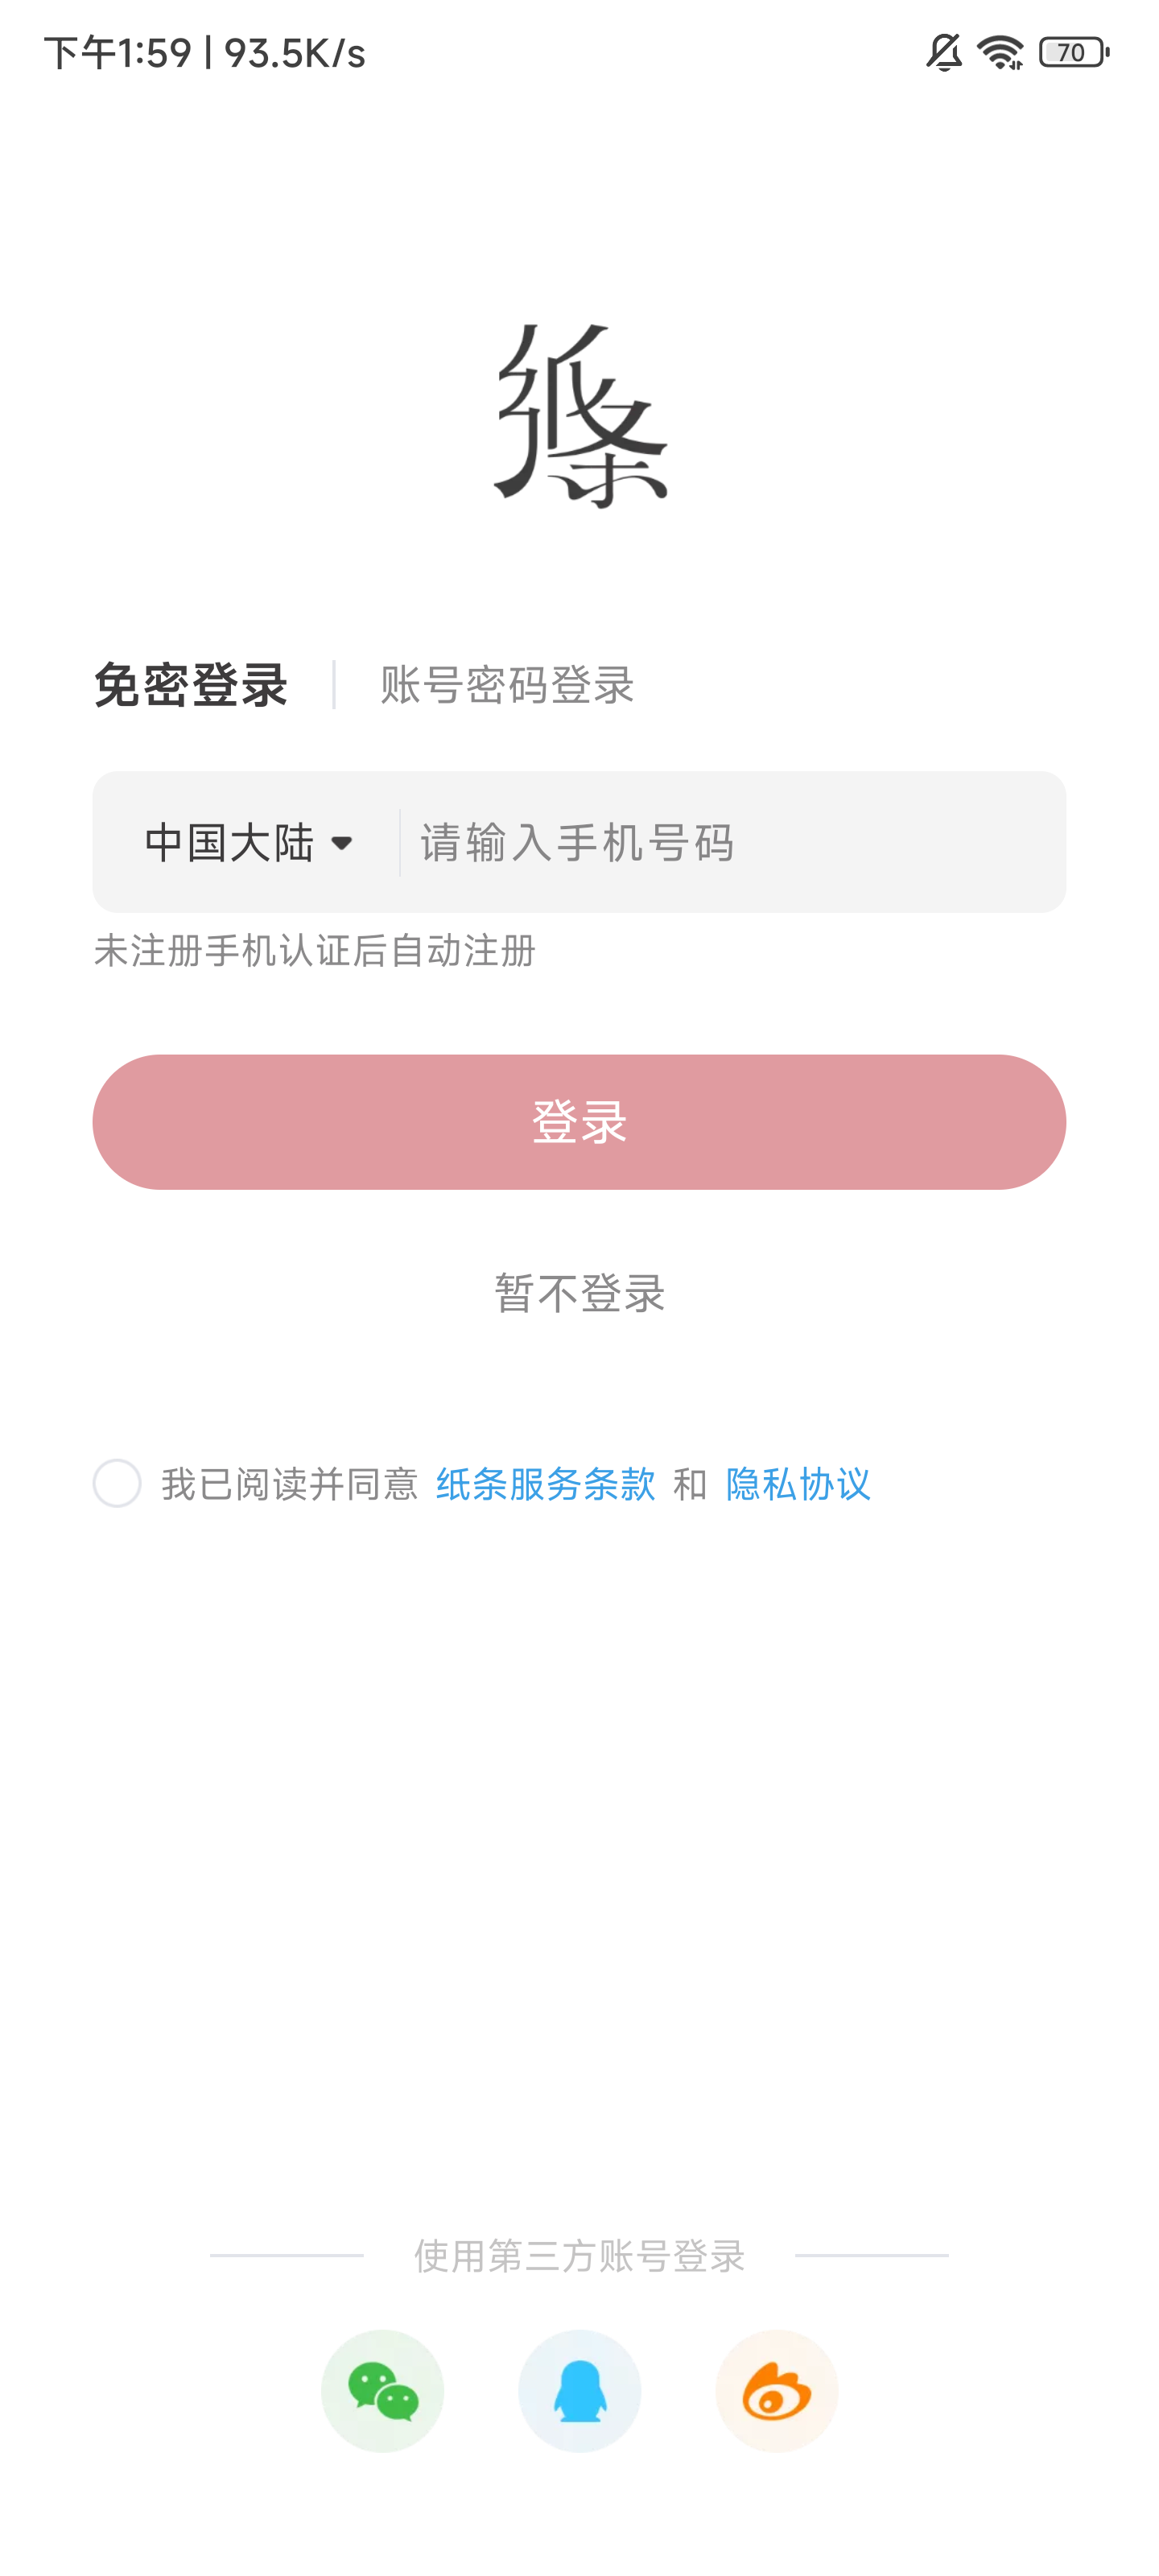 下午1:59 | 93.5K/s
70
纸条
免密登录
账号密码登录
中国大陆
请输入手机号码
未注册手机认证后自动注册
登录
暂不登录
我已阅读并同意 纸条服务条款 和 隐私协议
使用第三方账号登录